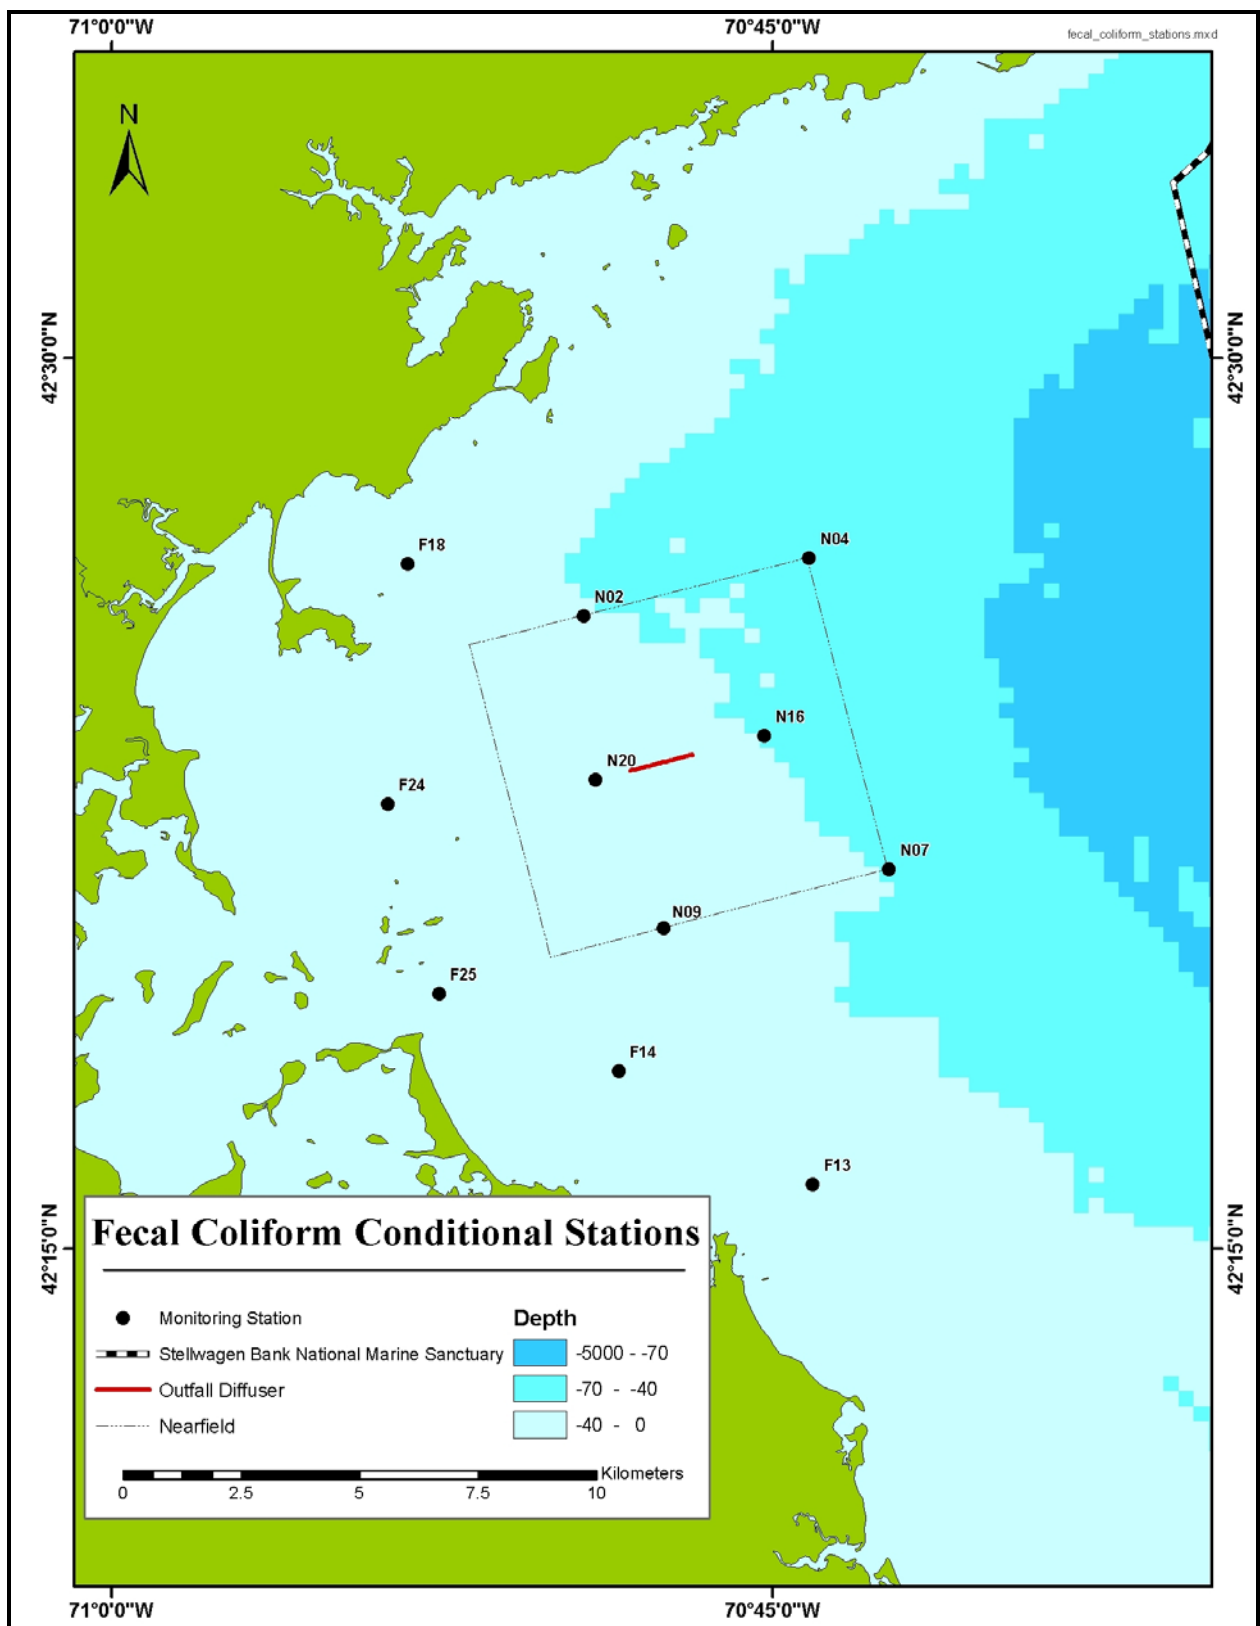 71°0'0"W
70°45'0"W
fecal_coliform_stations.mxd
N
42°30'0"N
42°30'0"N
F18
N04
N02
N16
N20
F24
N07
N09
F25
F14
F13
42°15'0"N
42°15'0"N
Fecal Coliform Conditional Stations
Monitoring Station
Stellwagen Bank National Marine Sanctuary
Outfall Diffuser
Nearfield
Depth
-5000 - -70
-70 - -40
-40 - 0
Kilometers
0 2.5 5 7.5 10
71°0'0"W
70°45'0"W